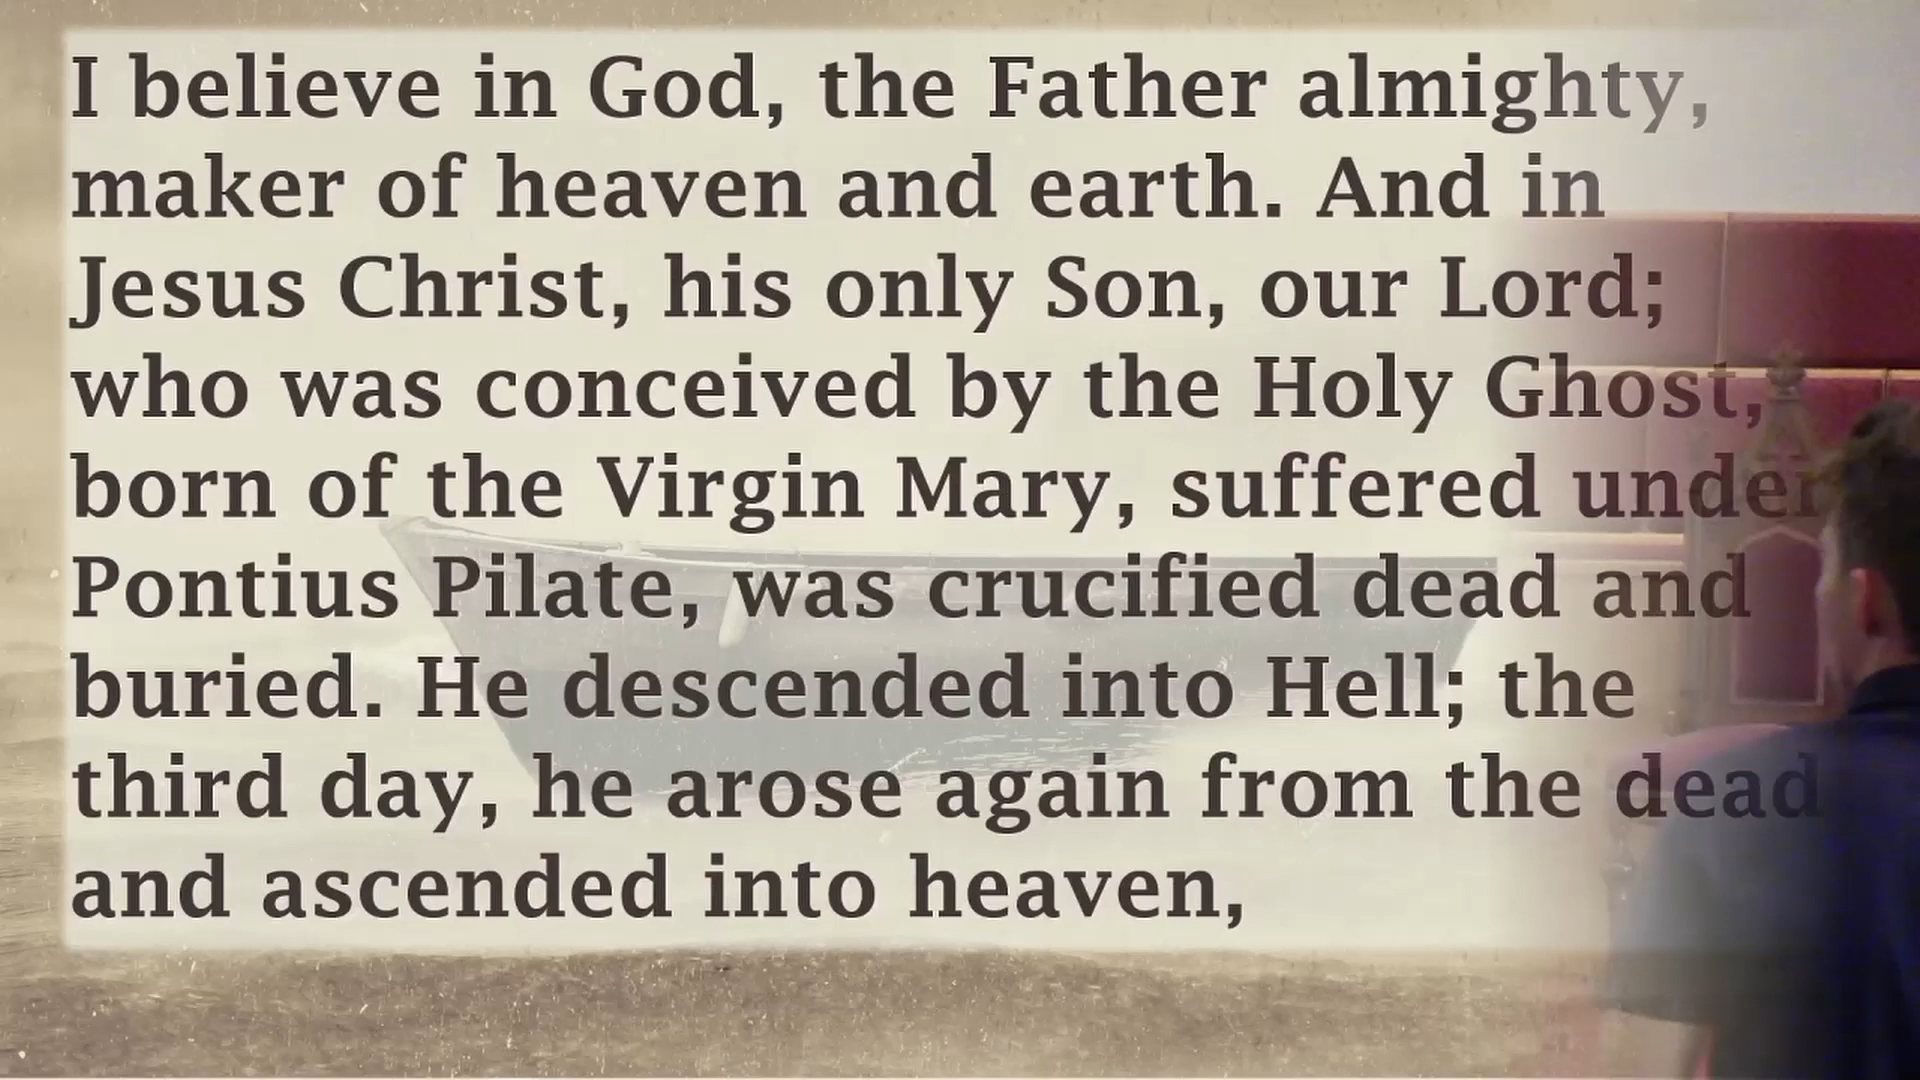 I believe in God, the Father almighty,
maker of heaven and earth. And in
Jesus Christ, his only Son, our Lord;
who was conceived by the Holy Ghost,
born of the Virgin Mary, suffered under
Pontius Pilate, was crucified dead and
buried. He descended into Hell; the
third day, he arose again from the dead
and ascended into heaven,